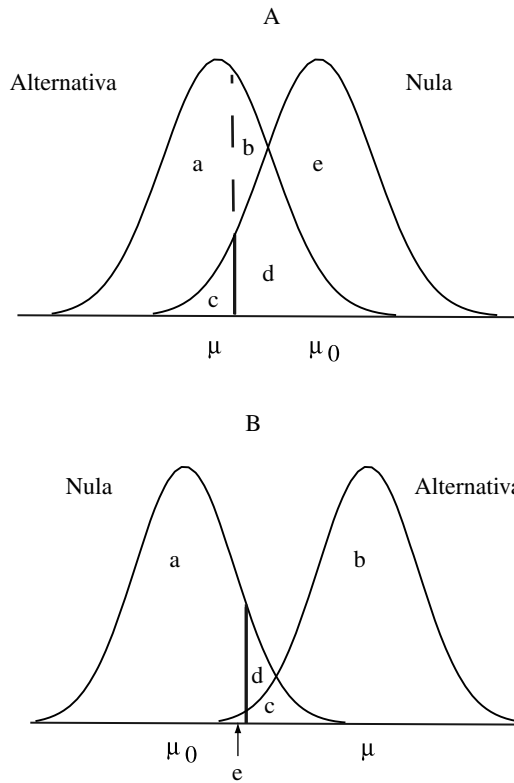 A
Alternativa Nula
a b e
c d
μ μ0
B
Nula Alternativa
a b
d
c
μ0 μ
e